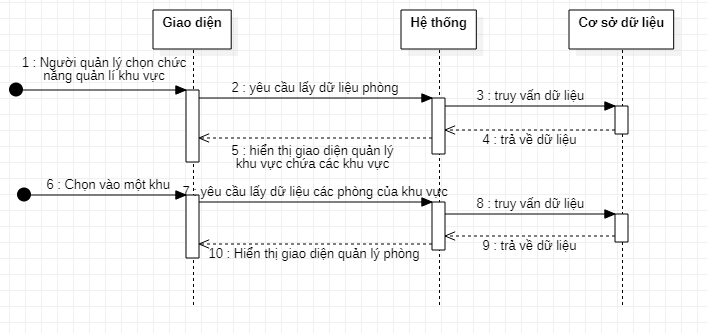 Giao diện
Hệ thống
Cơ sở dữ liệu
1 : Người quản lý chọn chức
năng quản lí khu vực
2 : yêu cầu lấy dữ liệu phòng
3 : truy vấn dữ liệu
4 : trả về dữ liệu
5 : hiển thị giao diện quản lý
khu vực chứa các khu vực
6 : Chọn vào một khu
7 : yêu cầu lấy dữ liệu các phòng của khu vực
8 : truy vấn dữ liệu
9 : trả về dữ liệu
10 : Hiển thị giao diện quản lý phòng